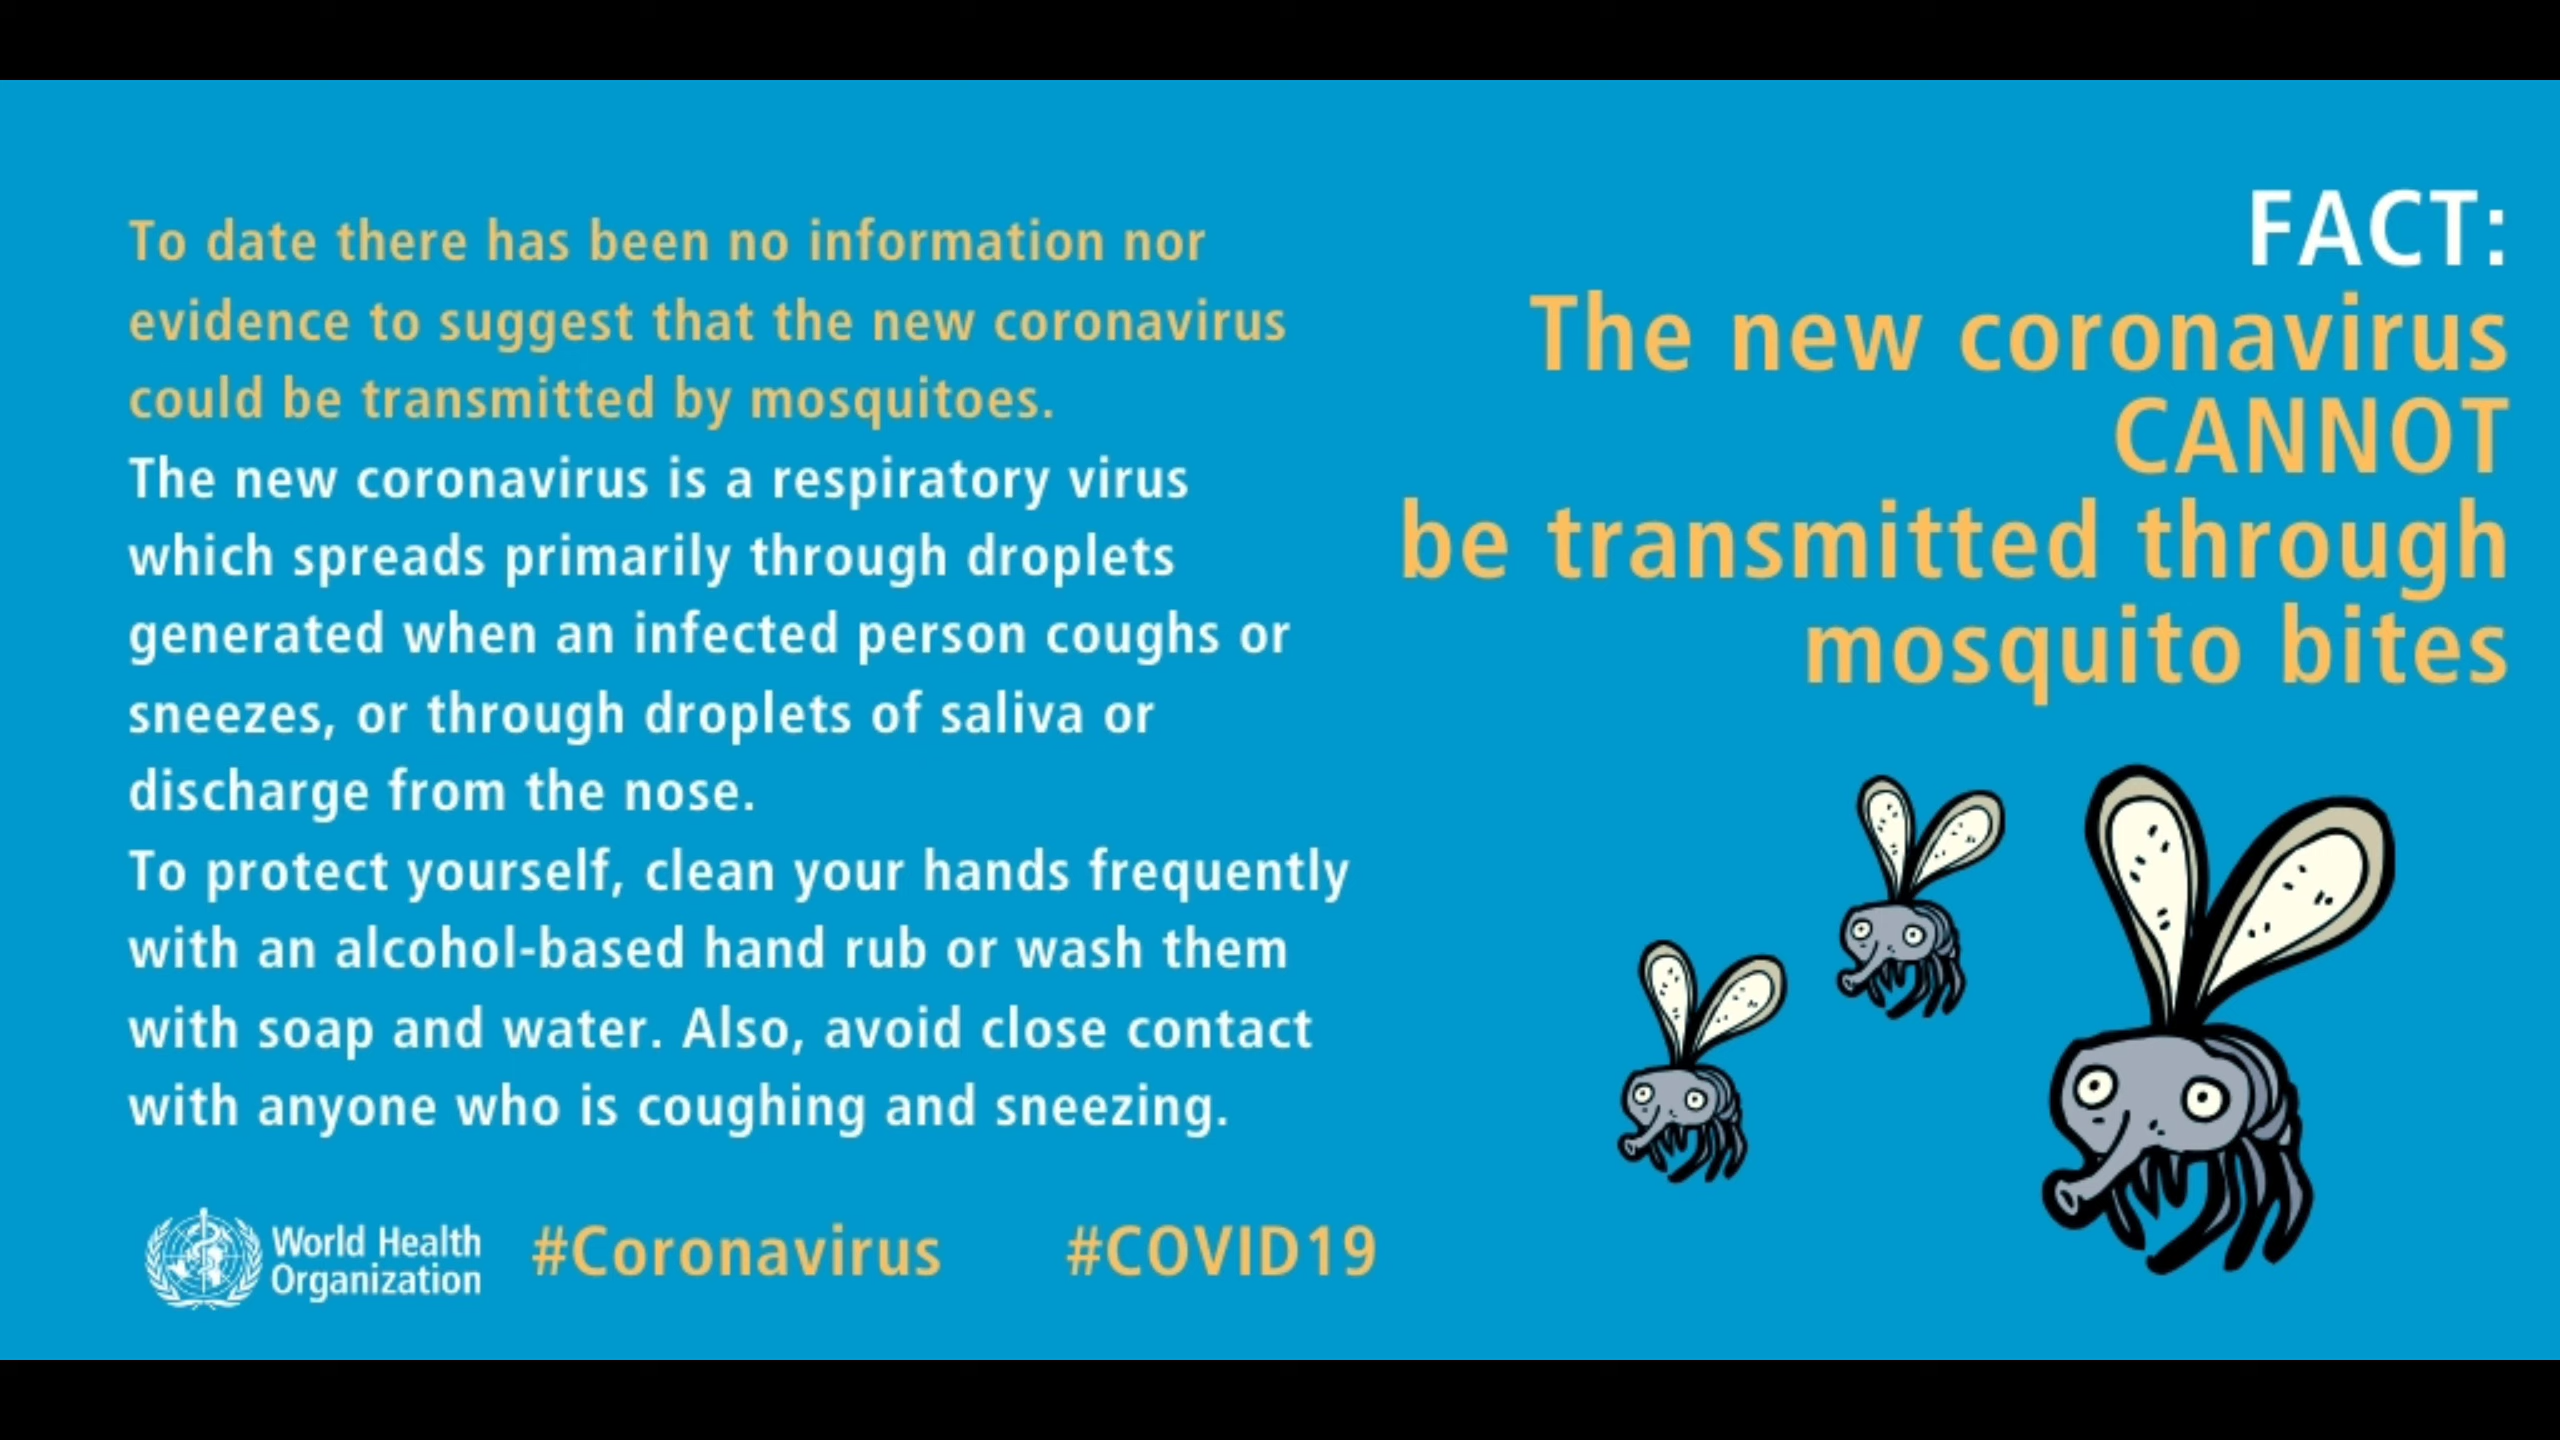 To date there has been no information nor
evidence to suggest that the new coronavirus
could be transmitted by mosquitoes.
The new coronavirus is a respiratory virus
which spreads primarily through droplets
generated when an infected person coughs or
sneezes, or through droplets of saliva or
discharge from the nose.
To protect yourself, clean your hands frequently
with an alcohol-based hand rub or wash them
with soap and water. Also, avoid close contact
with anyone who is coughing and sneezing.
FACT:
The new coronavirus
CANNOT
be transmitted through
mosquito bites
World Health
Organization
#Coronavirus #COVID19